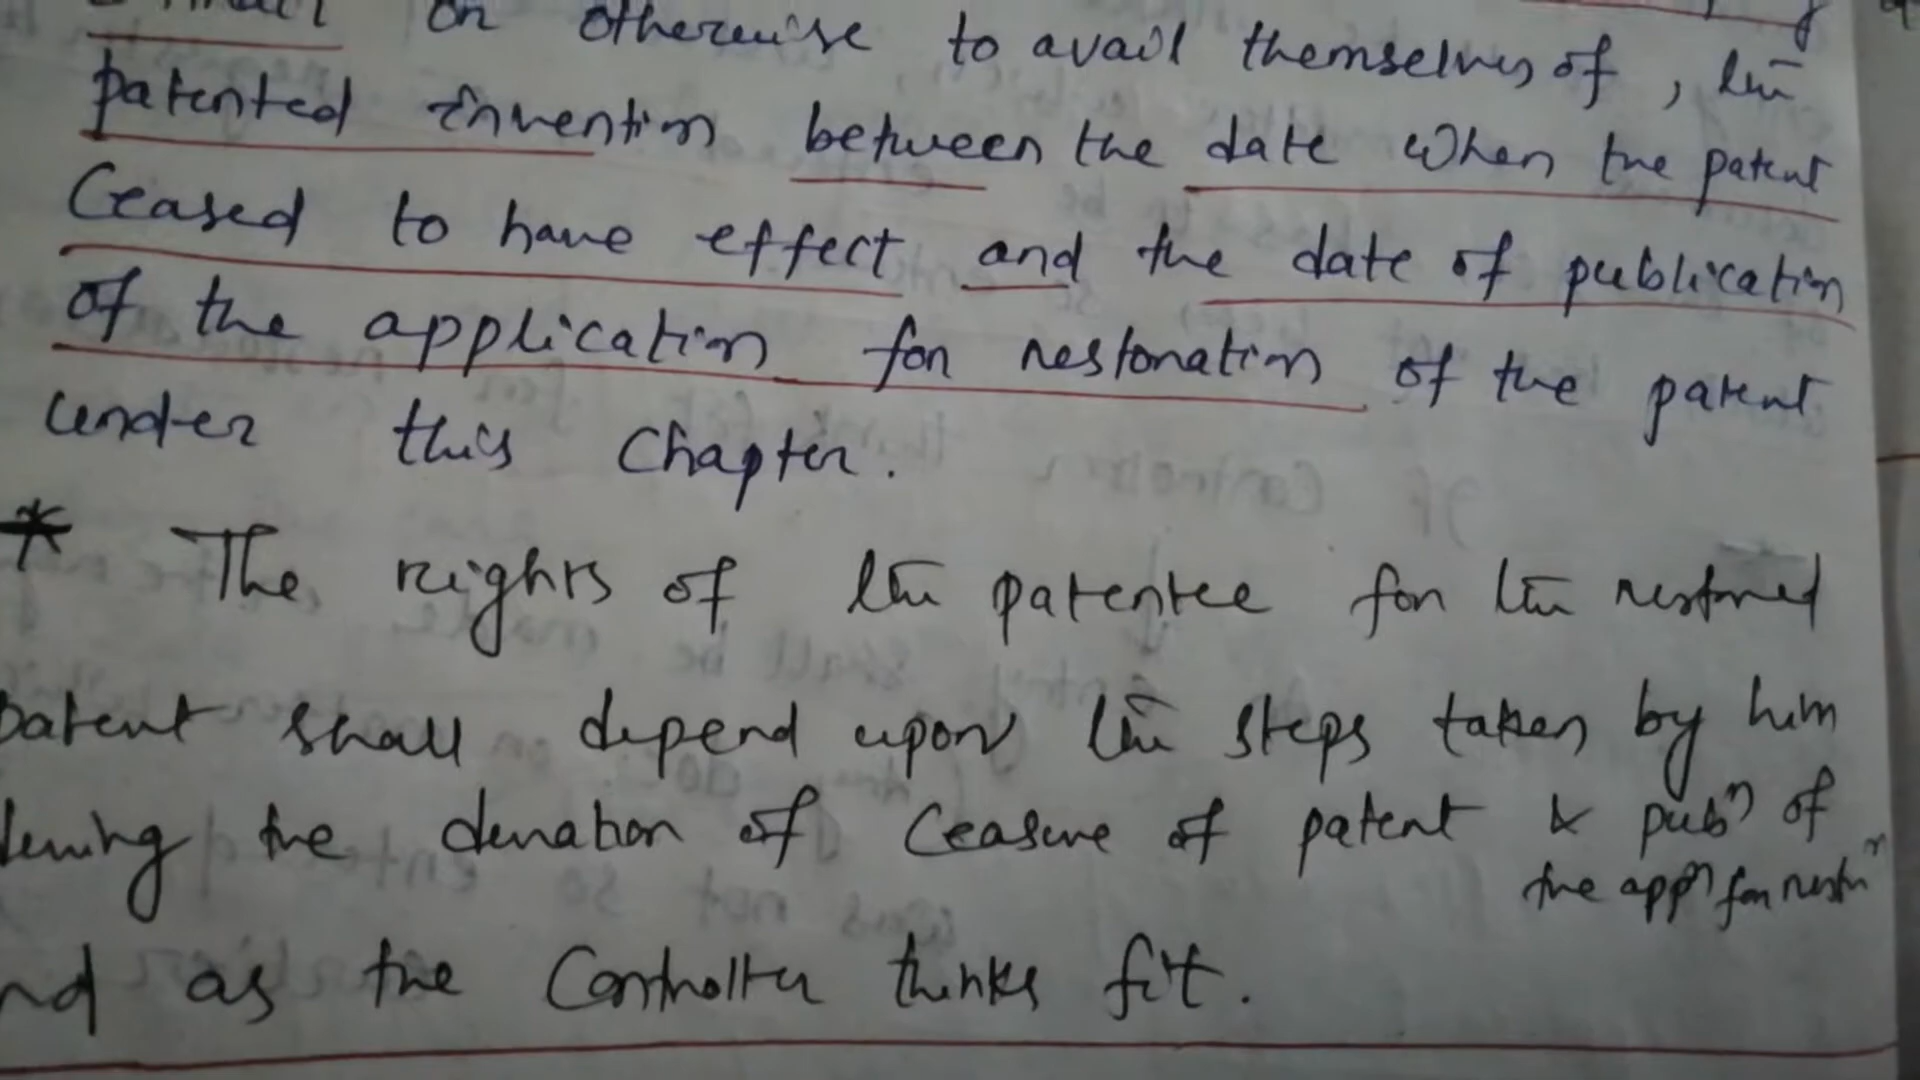 or otherwise to avail themselves of, the
patented invention between the date when the patent
Ceased to have effect and the date of publication
of the application for restoration of the patent
under this Chapter.
* The rights of the patentee for the restored
patent shall depend upon the steps taken by him
during the duration of Ceasure of patent & pubn of
the appn for restn
and as the Controller thinks fit.